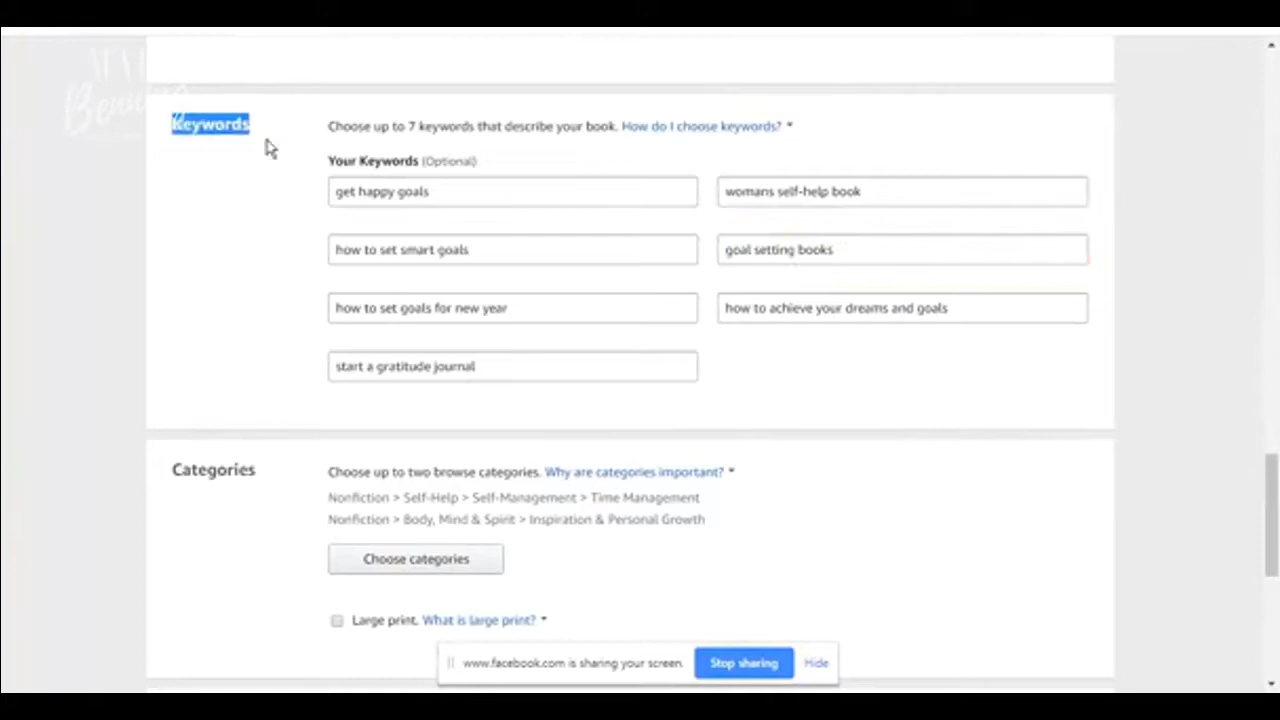 Keywords
Choose up to 7 keywords that describe your book. How do I choose keywords?
Your Keywords (Optional)
get happy goals
womans self-help book
how to set smart goals
goal setting books
how to set goals for new year
how to achieve your dreams and goals
start a gratitude journal
Categories
Choose up to two browse categories. Why are categories important?
Nonfiction > Self-Help > Self-Management > Time Management
Nonfiction > Body, Mind & Spirit > Inspiration & Personal Growth
Choose categories
Large print. What is large print?
www.facebook.com is sharing your screen. Stop sharing Hide